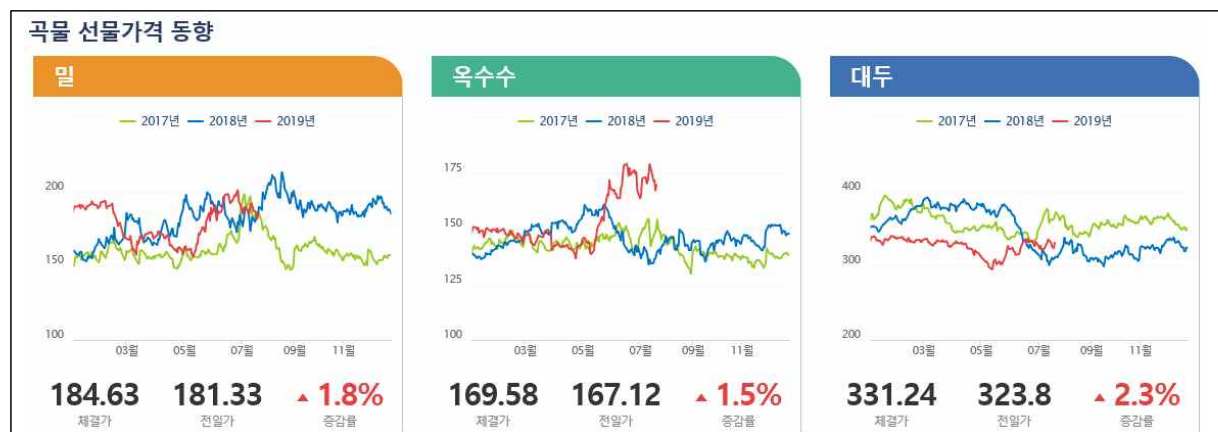 곡물 선물가격 동향
밀
2017년 2018년 2019년
200
150
100
03월 05월 07월 09월 11월
184.63 181.33 ▲ 1.8%
체결가 전일가 증감률
옥수수
2017년 2018년 2019년
175
150
125
100
03월 05월 07월 09월 11월
169.58 167.12 ▲ 1.5%
체결가 전일가 증감률
대두
2017년 2018년 2019년
400
300
200
03월 05월 07월 09월 11월
331.24 323.8 ▲ 2.3%
체결가 전일가 증감률